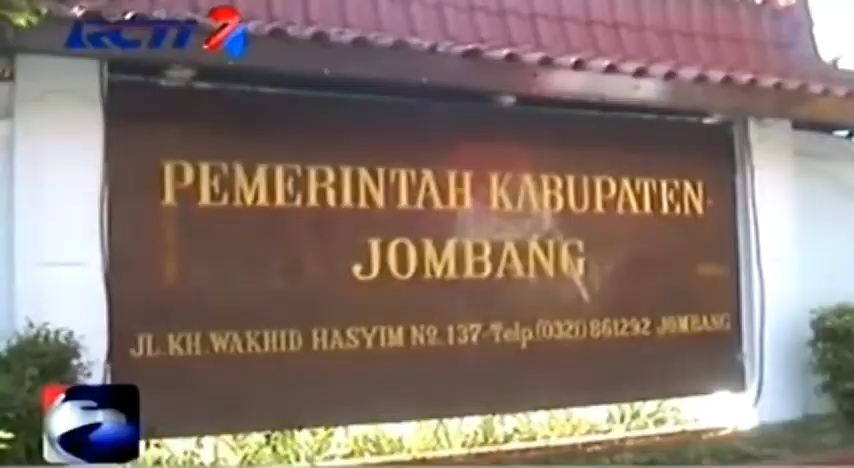 RCTI
PEMERINTAH KABUPATEN
JOMBANG
JL.KH.WAKHID HASYIM No.137-Telp.(0321) 861292 JOMBANG